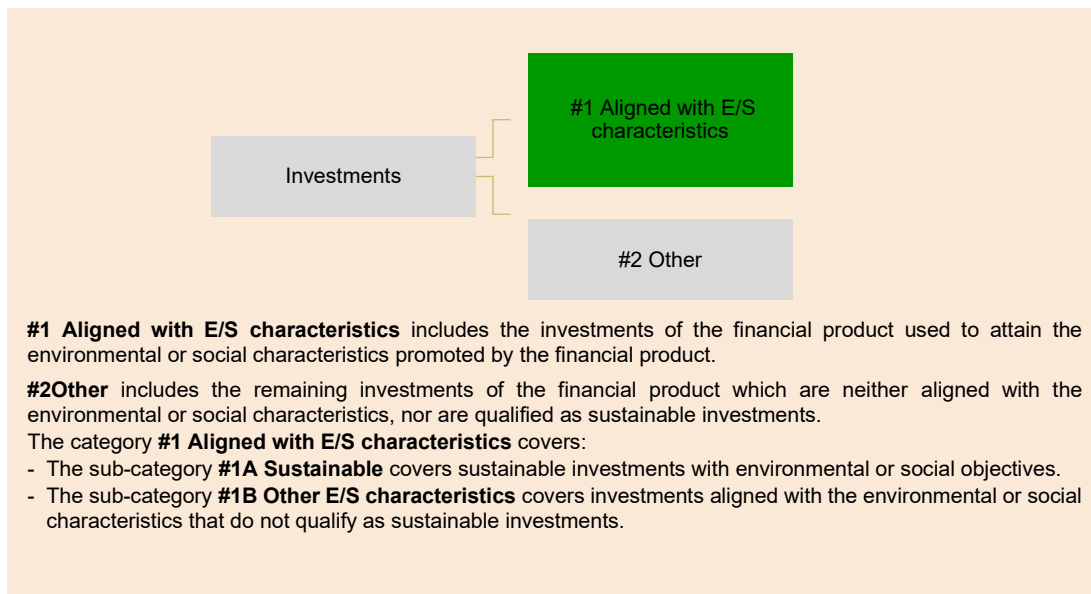 #1 Aligned with E/S
characteristics
Investments
#2 Other
#1 Aligned with E/S characteristics includes the investments of the financial product used to attain the
environmental or social characteristics promoted by the financial product.
#2Other includes the remaining investments of the financial product which are neither aligned with the
environmental or social characteristics, nor are qualified as sustainable investments.
The category #1 Aligned with E/S characteristics covers:
- The sub-category #1A Sustainable covers sustainable investments with environmental or social objectives.
- The sub-category #1B Other E/S characteristics covers investments aligned with the environmental or social
characteristics that do not qualify as sustainable investments.